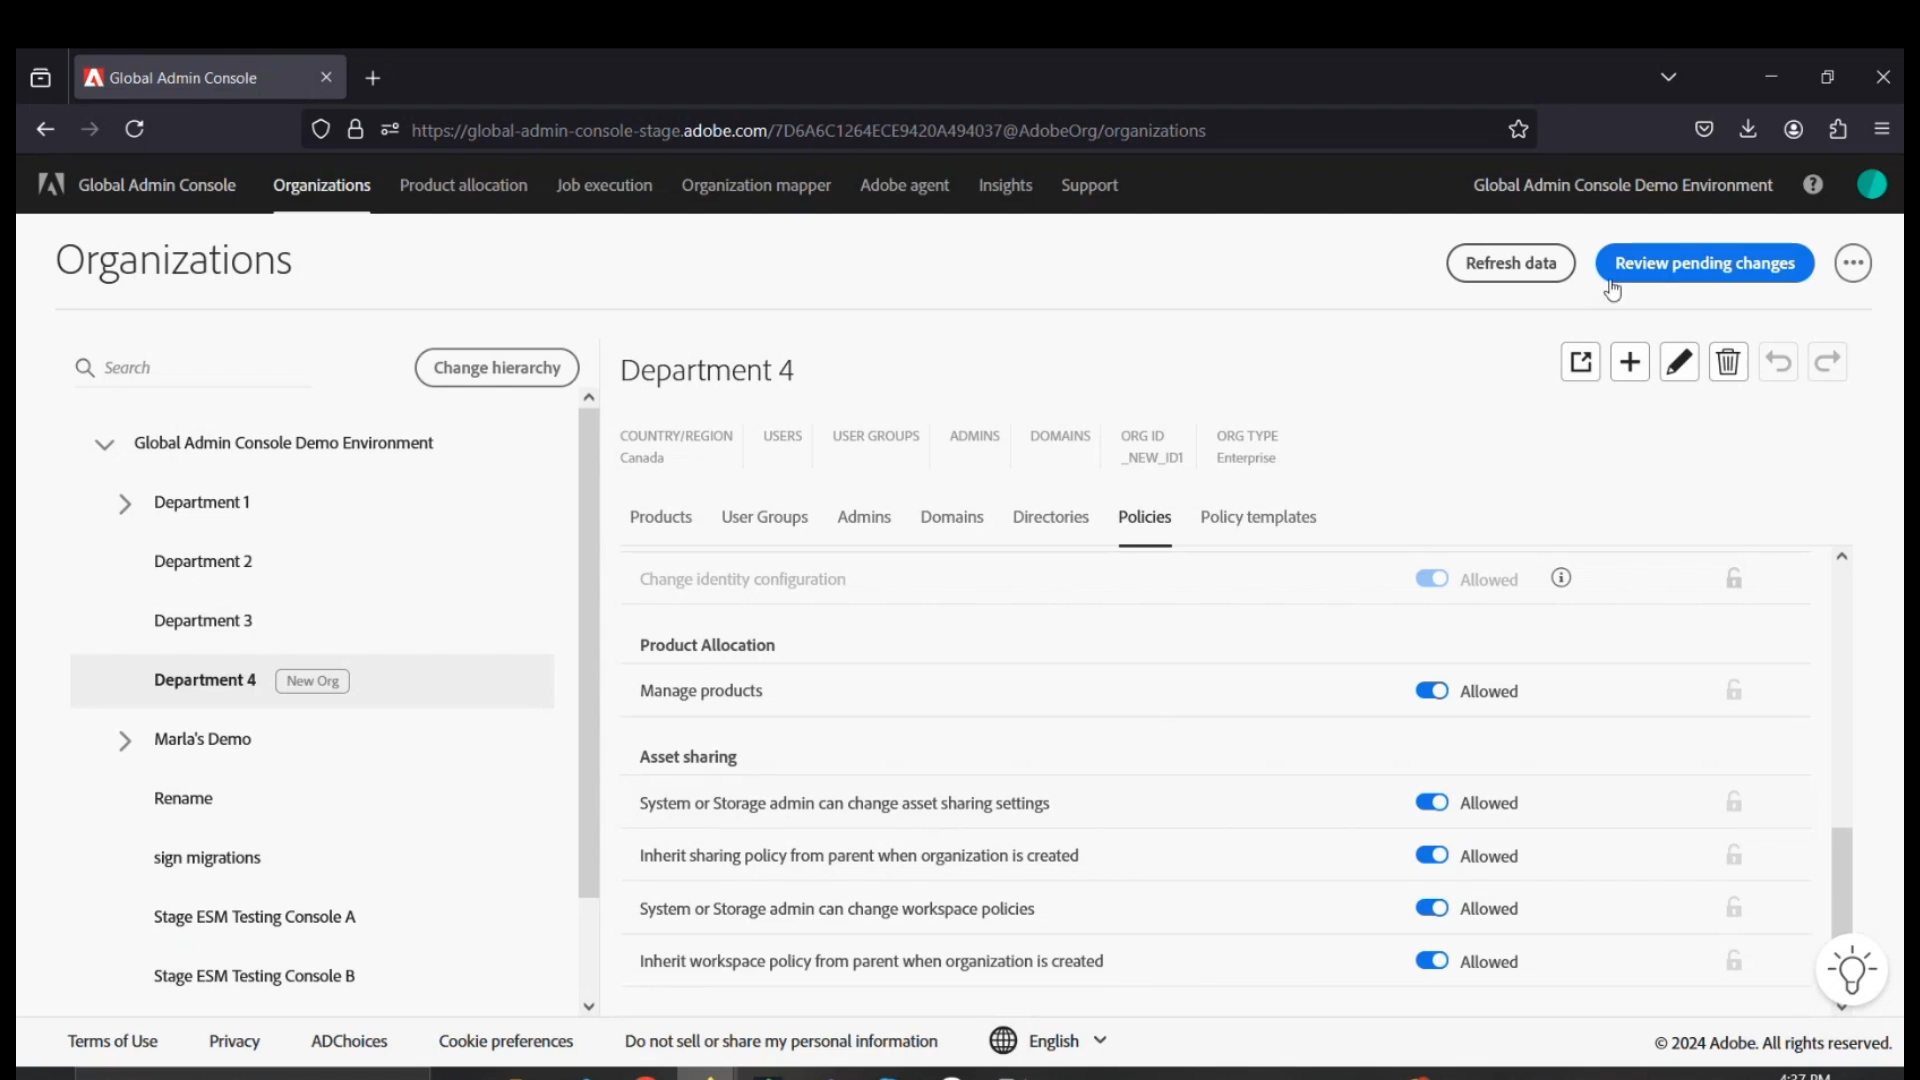 Global Admin Console
https://global-admin-console-stage.adobe.com/7D6A6C1264ECE9420A494037@AdobeOrg/organizations
Global Admin Console Organizations Product allocation Job execution Organization mapper Adobe agent Insights Support Global Admin Console Demo Environment
Organizations
Refresh data Review pending changes
Search Change hierarchy
Global Admin Console Demo Environment
Department 1
Department 2
Department 3
Department 4 New Org
Marla's Demo
Rename
sign migrations
Stage ESM Testing Console A
Stage ESM Testing Console B
Department 4
COUNTRY/REGION USERS USER GROUPS ADMINS DOMAINS ORG ID ORG TYPE
Canada _NEW_ID1 Enterprise
Products User Groups Admins Domains Directories Policies Policy templates
Change identity configuration Allowed
Product Allocation
Manage products Allowed
Asset sharing
System or Storage admin can change asset sharing settings Allowed
Inherit sharing policy from parent when organization is created Allowed
System or Storage admin can change workspace policies Allowed
Inherit workspace policy from parent when organization is created Allowed
Terms of Use Privacy ADChoices Cookie preferences Do not sell or share my personal information English © 2024 Adobe. All rights reserved.
4:37 PM